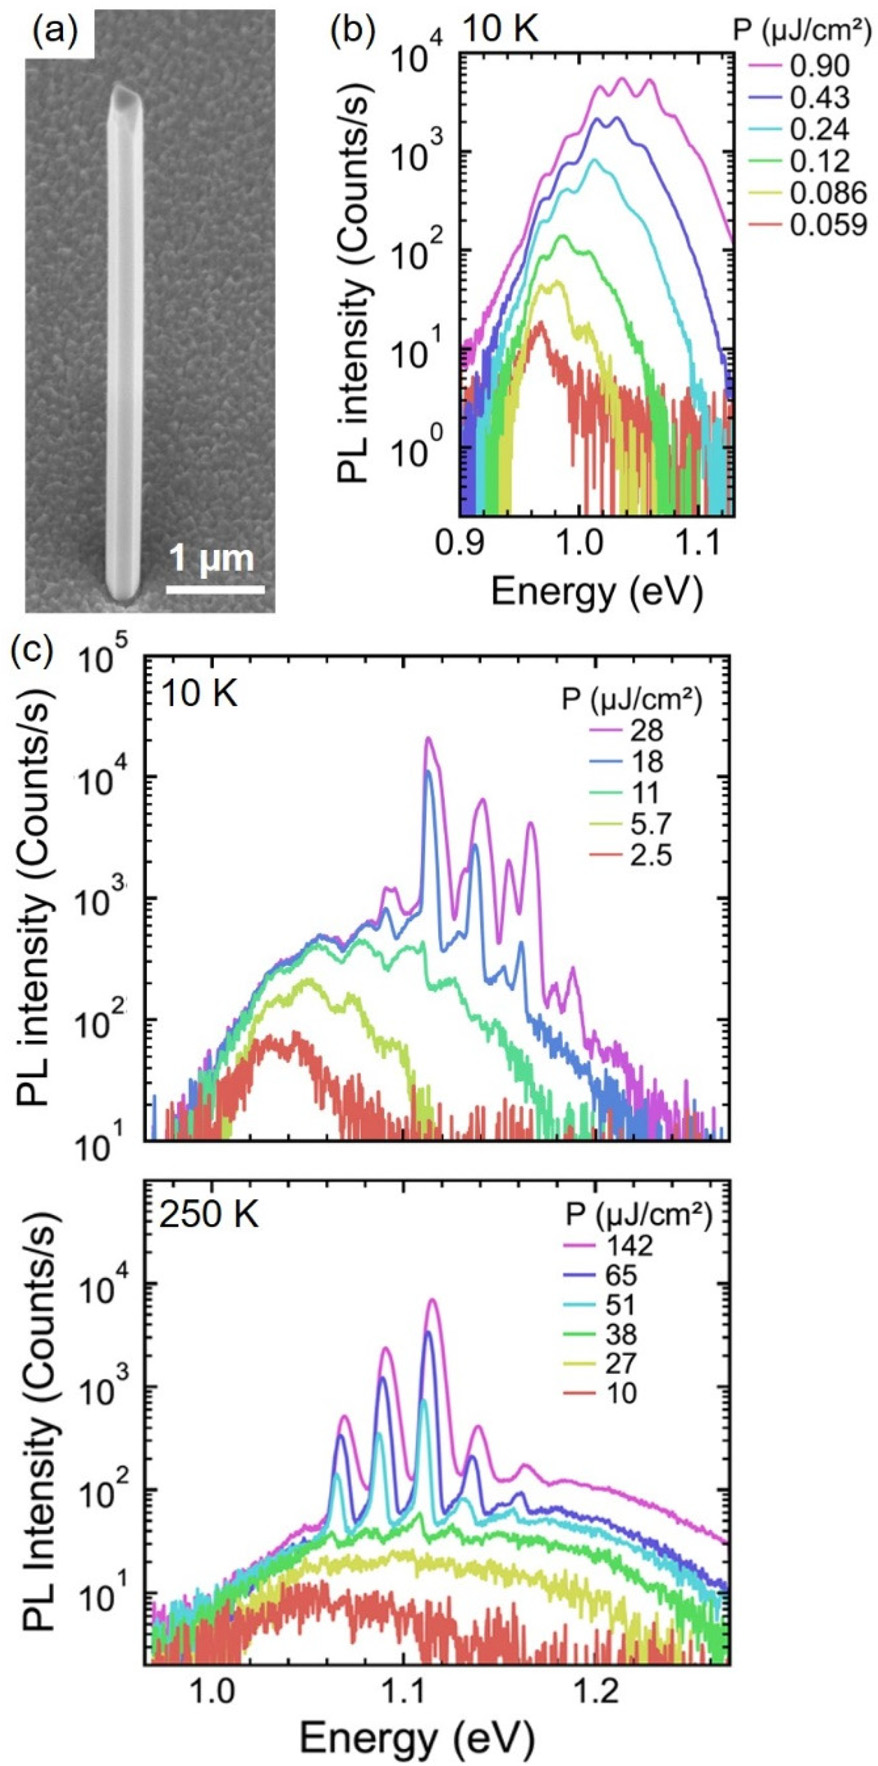 (a)
1 µm
(b)
10 K
P (µJ/cm²)
0.90
0.43
0.24
0.12
0.086
0.059
PL intensity (Counts/s)
10⁴
10³
10²
10¹
10⁰
0.9 1.0 1.1
Energy (eV)
(c)
10 K
P (µJ/cm²)
28
18
11
5.7
2.5
PL intensity (Counts/s)
10⁵
10⁴
10³
10²
10¹
250 K
P (µJ/cm²)
142
65
51
38
27
10
PL Intensity (Counts/s)
10⁴
10³
10²
10¹
1.0 1.1 1.2
Energy (eV)